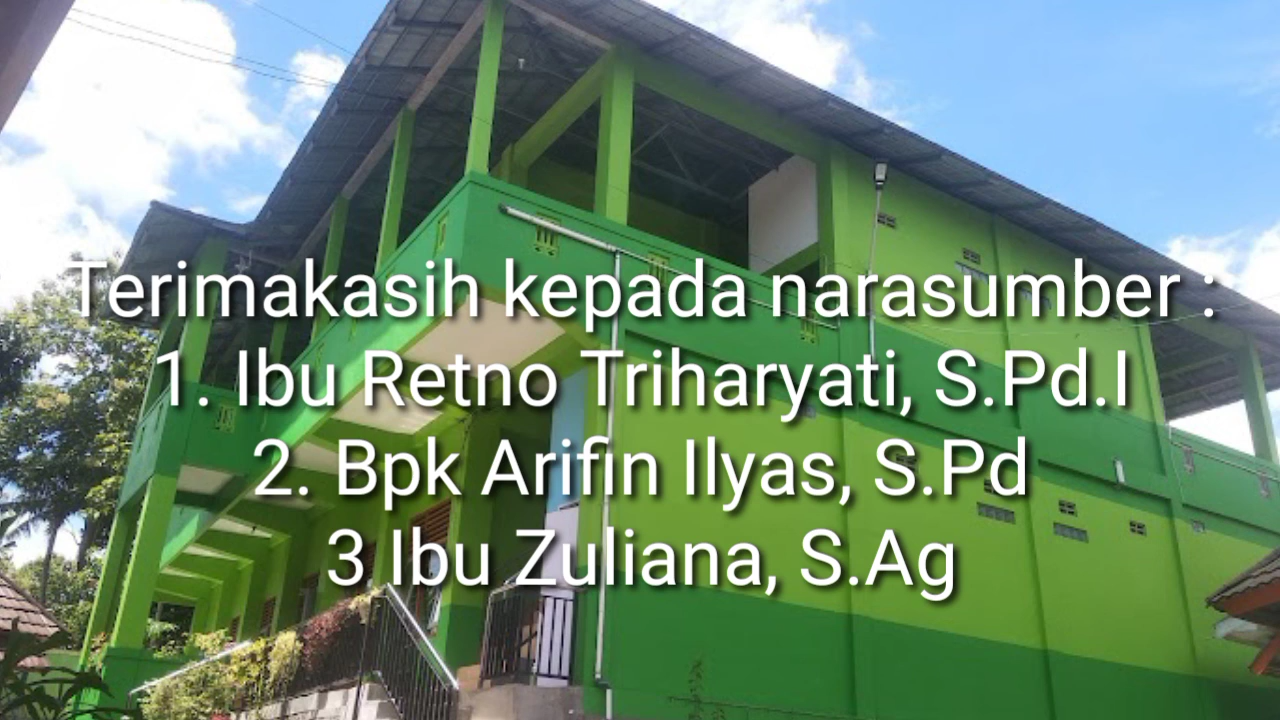 Terimakasih kepada narasumber :
1. Ibu Retno Triharyati, S.Pd.I
2. Bpk Arifin Ilyas, S.Pd
3 Ibu Zuliana, S.Ag